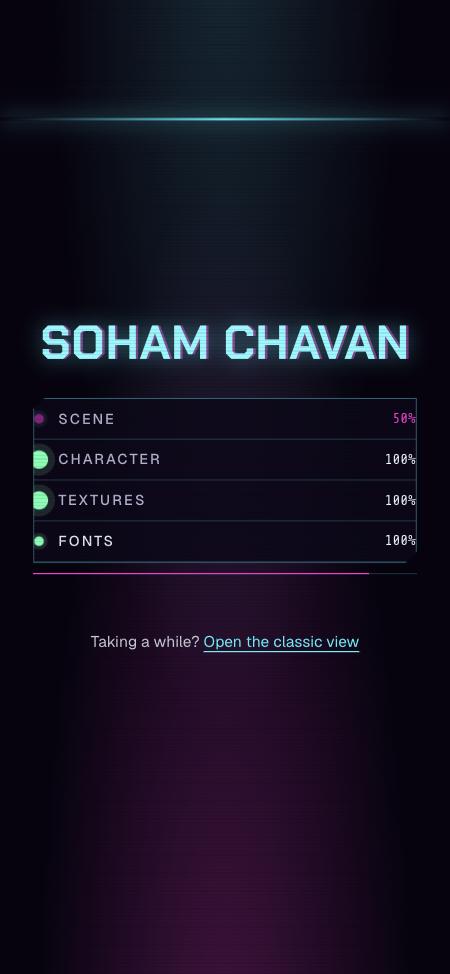 SOHAM CHAVAN
SCENE 50%
CHARACTER 100%
TEXTURES 100%
FONTS 100%
Taking a while? Open the classic view